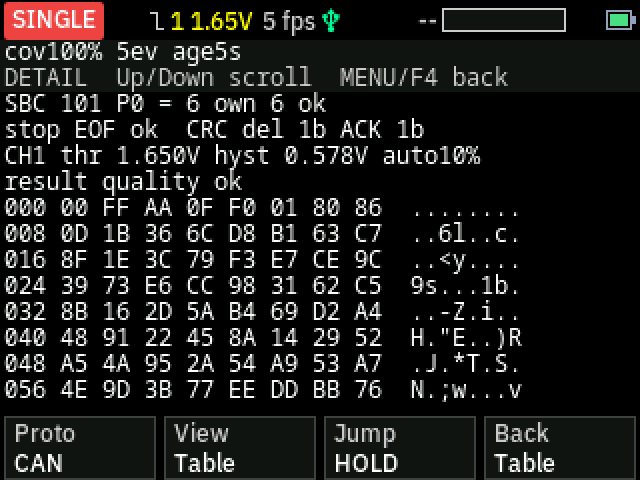 SINGLE 1 1.65V 5 fps --
cov100% 5ev age5s
DETAIL Up/Down scroll MENU/F4 back
SBC 101 P0 = 6 own 6 ok
stop EOF ok CRC del 1b ACK 1b
CH1 thr 1.650V hyst 0.578V auto10%
result quality ok
000 00 FF AA 0F F0 01 80 86 ........
008 0D 1B 36 6C D8 B1 63 C7 ..6l..c.
016 8F 1E 3C 79 F3 E7 CE 9C ..<y....
024 39 73 E6 CC 98 31 62 C5 9s...1b.
032 8B 16 2D 5A B4 69 D2 A4 ..-Z.i..
040 48 91 22 45 8A 14 29 52 H."E..)R
048 A5 4A 95 2A 54 A9 53 A7 .J.*T.S.
056 4E 9D 3B 77 EE DD BB 76 N.;w...v
Proto View Jump Back
CAN Table HOLD Table